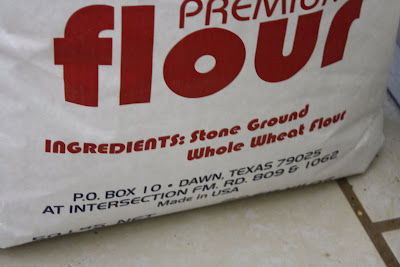 PREMIUM
flour
INGREDIENTS: Stone Ground
Whole Wheat Flour
P.O. BOX 10 • DAWN, TEXAS 79025
AT INTERSECTION FM. RD. 809 & 1062
Made in USA
NET